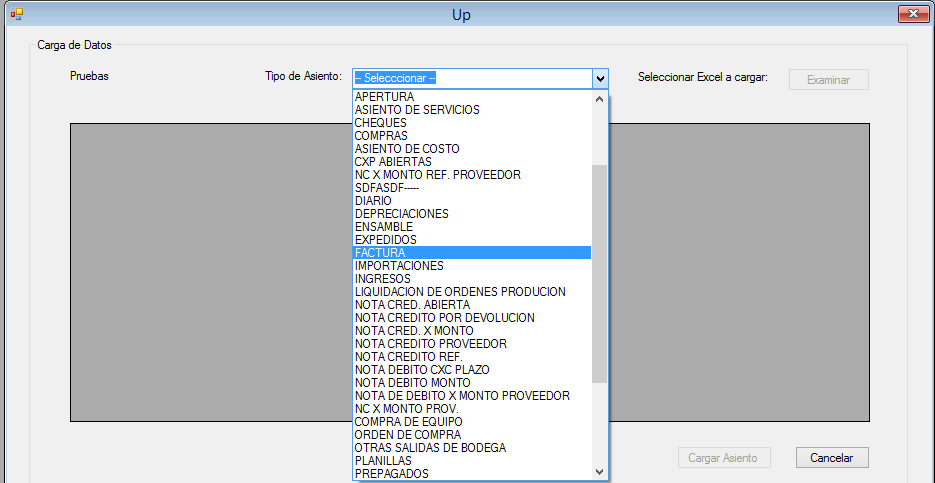 Up
Carga de Datos
Pruebas
Tipo de Asiento:
-- Selecccionar --
Seleccionar Excel a cargar:
Examinar
APERTURA
ASIENTO DE SERVICIOS
CHEQUES
COMPRAS
ASIENTO DE COSTO
CXP ABIERTAS
NC X MONTO REF. PROVEEDOR
SDFASDF-----
DIARIO
DEPRECIACIONES
ENSAMBLE
EXPEDIDOS
FACTURA
IMPORTACIONES
INGRESOS
LIQUIDACION DE ORDENES PRODUCION
NOTA CRED. ABIERTA
NOTA CREDITO POR DEVOLUCION
NOTA CRED. X MONTO
NOTA CREDITO PROVEEDOR
NOTA CREDITO REF.
NOTA DEBITO CXC PLAZO
NOTA DEBITO MONTO
NOTA DE DEBITO X MONTO PROVEEDOR
NC X MONTO PROV.
COMPRA DE EQUIPO
ORDEN DE COMPRA
OTRAS SALIDAS DE BODEGA
PLANILLAS
PREPAGADOS
Cargar Asiento
Cancelar